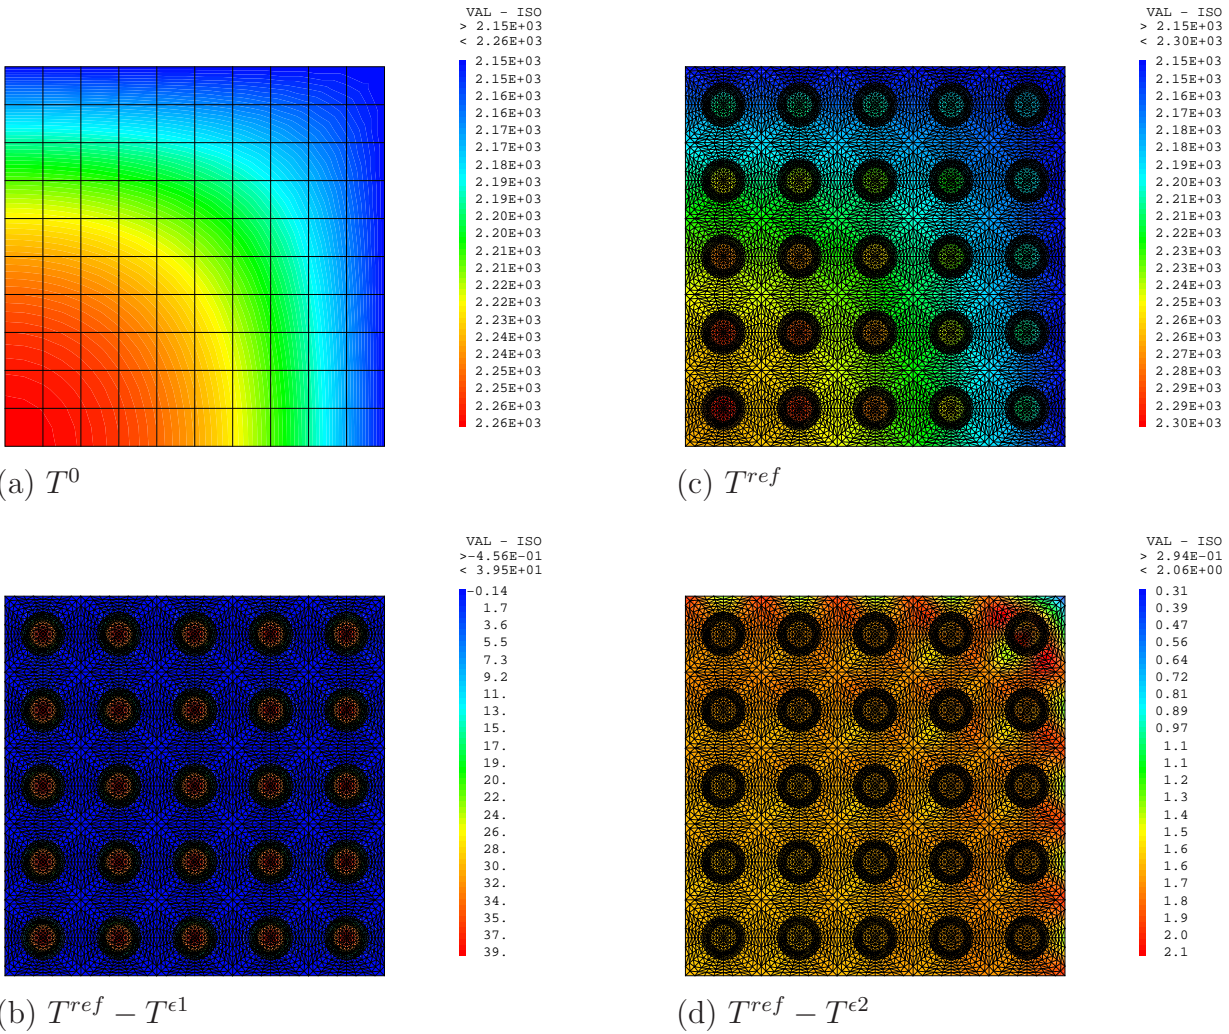 VAL - ISO
> 2.15E+03
< 2.26E+03
2.15E+03
2.15E+03
2.16E+03
2.16E+03
2.17E+03
2.18E+03
2.19E+03
2.19E+03
2.20E+03
2.20E+03
2.21E+03
2.21E+03
2.22E+03
2.23E+03
2.23E+03
2.24E+03
2.25E+03
2.25E+03
2.26E+03
2.26E+03
(a) T^0
VAL - ISO
> 2.15E+03
< 2.30E+03
2.15E+03
2.15E+03
2.16E+03
2.17E+03
2.18E+03
2.18E+03
2.19E+03
2.20E+03
2.21E+03
2.21E+03
2.23E+03
2.23E+03
2.24E+03
2.25E+03
2.26E+03
2.26E+03
2.27E+03
2.28E+03
2.29E+03
2.29E+03
2.30E+03
(c) T^{ref}
VAL - ISO
>-4.56E-01
< 3.95E+01
-0.14
1.7
3.6
5.5
7.3
9.2
11.
13.
15.
17.
19.
20.
22.
24.
26.
28.
30.
32.
34.
35.
37.
39.
(b) T^{ref} − T^{ϵ1}
VAL - ISO
> 2.94E-01
< 2.06E+00
0.31
0.39
0.47
0.56
0.64
0.72
0.81
0.89
0.97
1.1
1.1
1.2
1.3
1.4
1.5
1.6
1.6
1.7
1.8
1.9
2.0
2.1
(d) T^{ref} − T^{ϵ2}